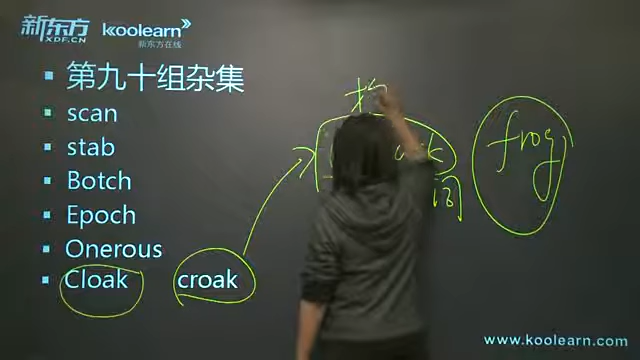 新东方 koolearn
XDF.CN 新东方在线
第九十组杂集
scan
stab
Botch
Epoch
Onerous
Cloak croak
frog
词
www.koolearn.com